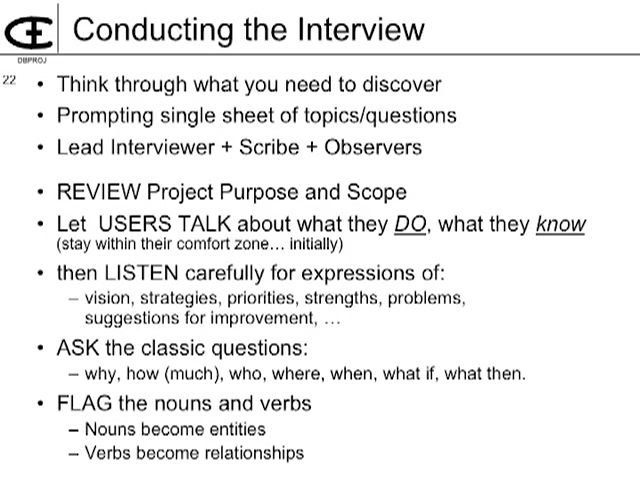 Conducting the Interview
DBPROJ
22
• Think through what you need to discover
• Prompting single sheet of topics/questions
• Lead Interviewer + Scribe + Observers
• REVIEW Project Purpose and Scope
• Let USERS TALK about what they DO, what they know
(stay within their comfort zone... initially)
• then LISTEN carefully for expressions of:
– vision, strategies, priorities, strengths, problems,
suggestions for improvement, ...
• ASK the classic questions:
– why, how (much), who, where, when, what if, what then.
• FLAG the nouns and verbs
– Nouns become entities
– Verbs become relationships